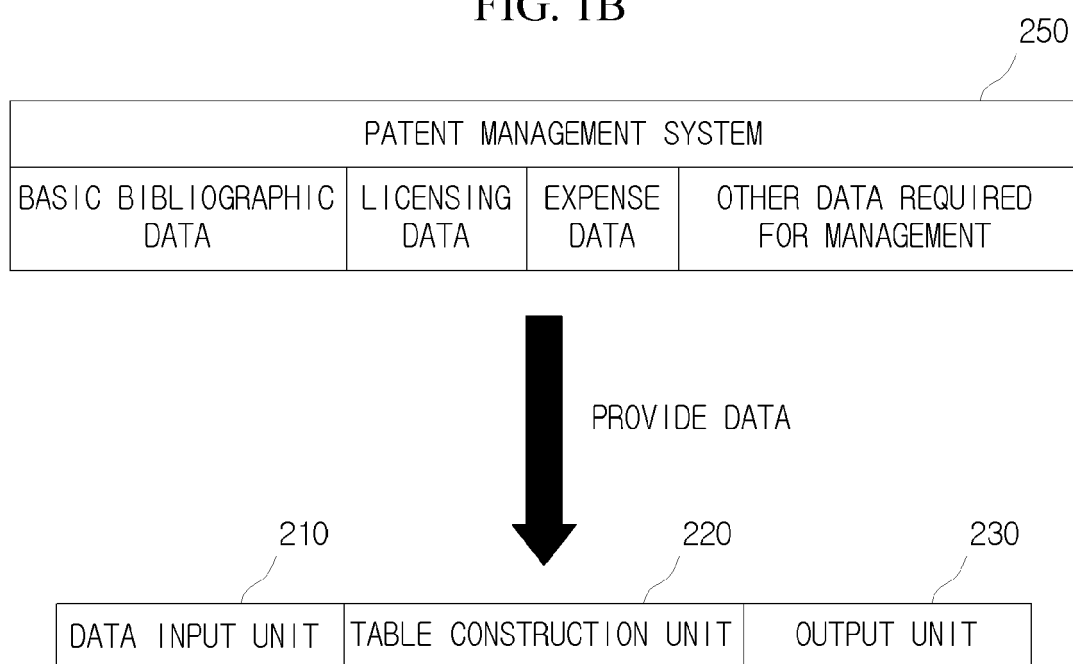 FIG. 1B
250
PATENT MANAGEMENT SYSTEM
BASIC BIBLIOGRAPHIC DATA
LICENSING DATA
EXPENSE DATA
OTHER DATA REQUIRED FOR MANAGEMENT
PROVIDE DATA
210
220
230
DATA INPUT UNIT
TABLE CONSTRUCTION UNIT
OUTPUT UNIT